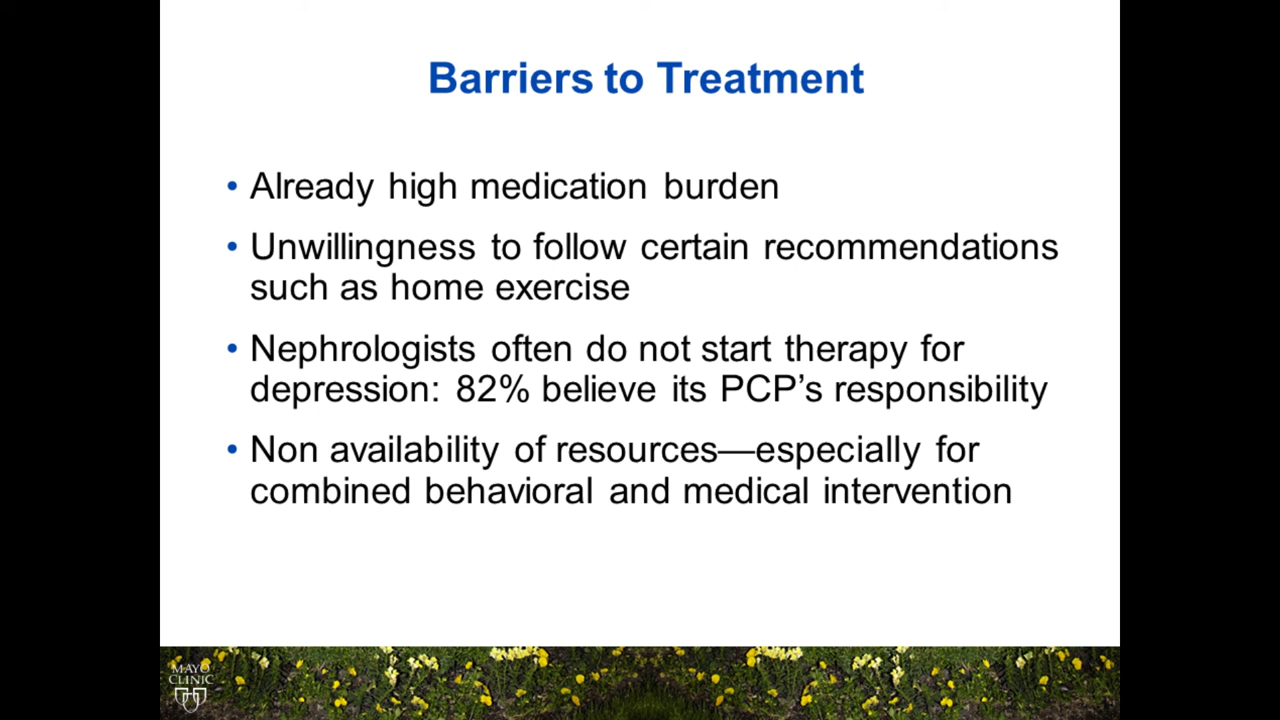 Barriers to Treatment
• Already high medication burden
• Unwillingness to follow certain recommendations
such as home exercise
• Nephrologists often do not start therapy for
depression: 82% believe its PCP’s responsibility
• Non availability of resources—especially for
combined behavioral and medical intervention
MAYO
CLINIC